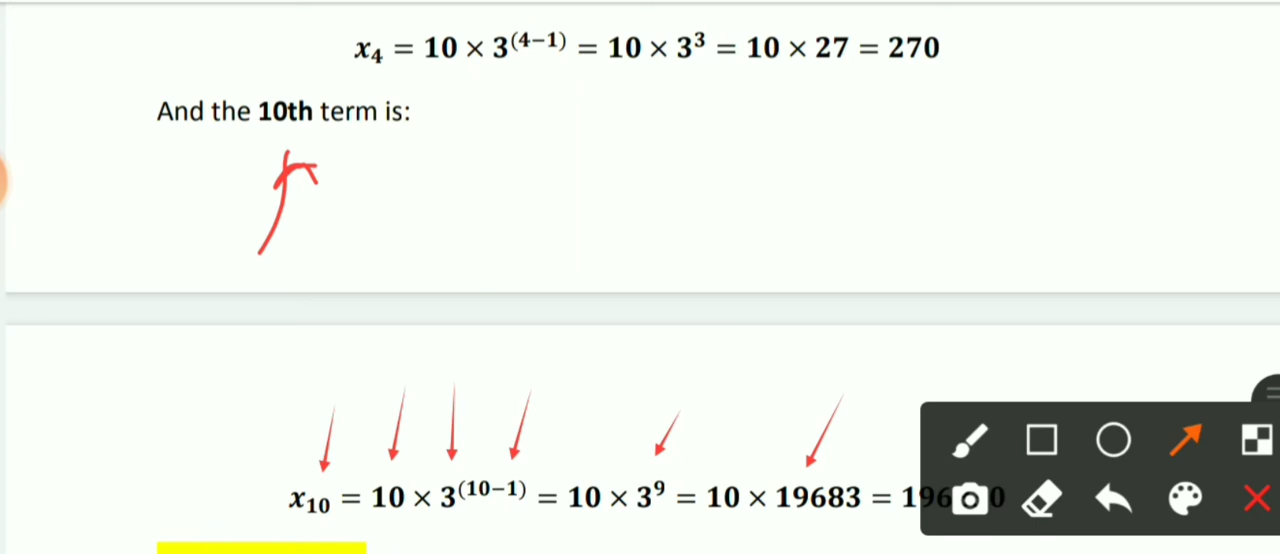 x₄ = 10 × 3⁽⁴⁻¹⁾ = 10 × 3³ = 10 × 27 = 270
And the 10th term is:
x₁₀ = 10 × 3⁽¹⁰⁻¹⁾ = 10 × 3⁹ = 10 × 19683 =